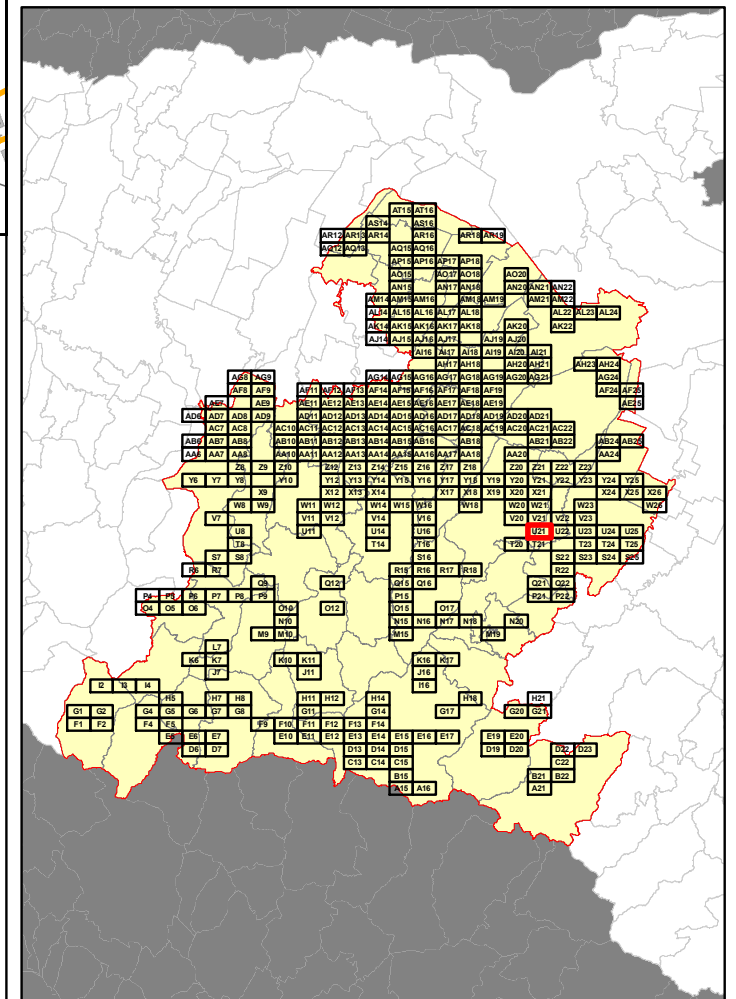 AT15 AT16
AS14 AS16
AR12 AR13 AR14 AR16 AR18 AR19
AQ12 AQ13 AQ15 AQ16
AP15 AP16 AP17 AP18
AO15 AO17 AO18 AO20
AN15 AN17 AN18 AN20 AN21 AN22
AM14 AM15 AM16 AM18 AM19 AM21 AM22
AL14 AL15 AL16 AL17 AL18 AL22 AL23 AL24
AK14 AK15 AK16 AK17 AK18 AK20 AK22
AJ14 AJ15 AJ16 AJ17 AJ19 AJ20
AI16 AI17 AI18 AI19 AI20 AI21
AH17 AH18 AH20 AH21 AH23 AH24
AG8 AG9 AG14 AG15 AG16 AG17 AG18 AG19 AG20 AG21 AG24
AF8 AF9 AF11 AF12 AF13 AF14 AF15 AF16 AF17 AF18 AF19 AF24 AF25
AE7 AE9 AE11 AE12 AE13 AE14 AE15 AE16 AE17 AE18 AE19 AE25
AD6 AD7 AD8 AD9 AD11 AD12 AD13 AD14 AD15 AD16 AD17 AD18 AD19 AD20 AD21
AC7 AC8 AC10 AC11 AC12 AC13 AC14 AC15 AC16 AC17 AC18 AC19 AC20 AC21 AC22
AB6 AB7 AB8 AB10 AB11 AB12 AB13 AB14 AB15 AB16 AB18 AB21 AB22 AB24 AB25
AA6 AA7 AA8 AA10 AA11 AA12 AA13 AA14 AA15 AA16 AA17 AA18 AA20 AA24
Z8 Z9 Z10 Z12 Z13 Z14 Z15 Z16 Z17 Z18 Z20 Z21 Z22 Z23
Y6 Y7 Y8 Y10 Y12 Y13 Y14 Y15 Y16 Y17 Y18 Y19 Y20 Y21 Y22 Y23 Y24 Y25
X9 X12 X13 X14 X17 X18 X19 X20 X21 X24 X25 X26
W8 W9 W11 W12 W14 W15 W16 W18 W20 W21 W23 W26
V7 V11 V12 V14 V16 V20 V21 V22 V23
U8 U11 U14 U16 U21 U22 U23 U24 U25
T8 T14 T16 T20 T21 T23 T24 T25
S7 S8 S16 S22 S23 S24 S25
R6 R7 R15 R16 R17 R18 R22
Q9 Q12 Q15 Q16 Q21 Q22
P4 P5 P6 P7 P8 P9 P15 P21 P22
O4 O5 O6 O10 O12 O15 O17
N10 N15 N16 N17 N18 N20
M9 M10 M15 M19
L7
K6 K7 K10 K11 K16 K17
J7 J11 J16
I2 I3 I4 I16
H5 H7 H8 H11 H12 H14 H18 H21
G1 G2 G4 G5 G6 G7 G8 G11 G14 G17 G20 G21
F1 F2 F4 F5 F9 F10 F11 F12 F13 F14
E5 E6 E7 E10 E11 E12 E13 E14 E15 E16 E17 E19 E20
D6 D7 D13 D14 D15 D19 D20 D22 D23
C13 C14 C15 C22
B15 B21 B22
A15 A16 A21